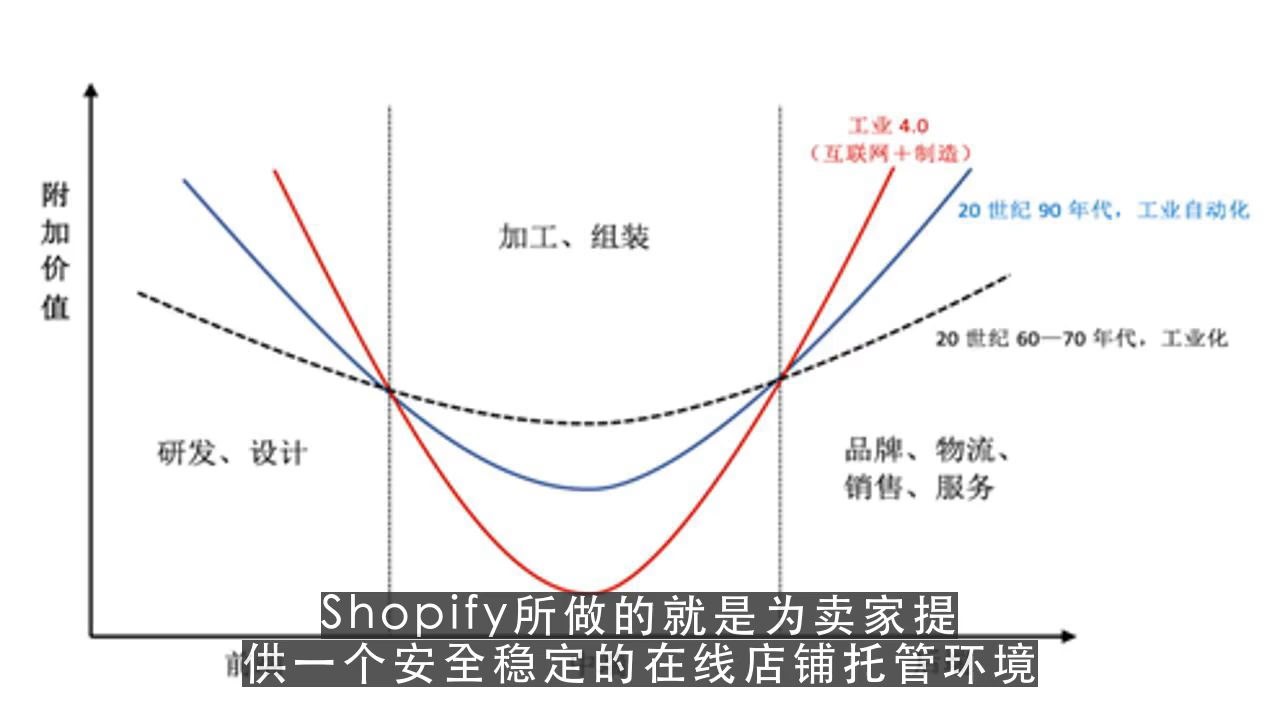 工业 4.0
（互联网＋制造）
附加价值
20 世纪 90 年代，工业自动化
加工、组装
20 世纪 60—70 年代，工业化
研发、设计
品牌、物流、
销售、服务
Shopify所做的就是为卖家提
供一个安全稳定的在线店铺托管环境